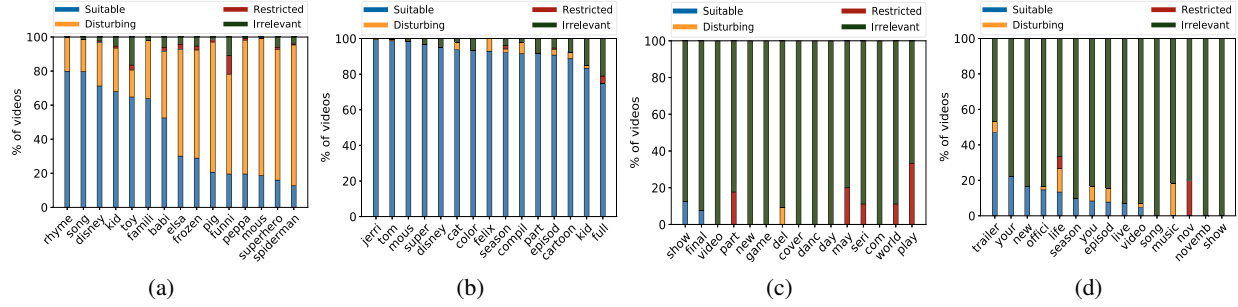 Suitable Restricted
Disturbing Irrelevant
% of videos
100
80
60
40
20
0
rhyme song disney kid toy famili babi elsa frozen pig funni peppa mous superhero spiderman
(a)
Suitable Restricted
Disturbing Irrelevant
% of videos
100
80
60
40
20
0
jerri tom mous super disney cat color felix season compil part episod cartoon kid full
(b)
Suitable Restricted
Disturbing Irrelevant
% of videos
100
80
60
40
20
0
show final video part new game del cover danc day may seri com world play
(c)
Suitable Restricted
Disturbing Irrelevant
% of videos
100
80
60
40
20
0
trailer your new offici life season you episod live video song music nov novemb show
(d)